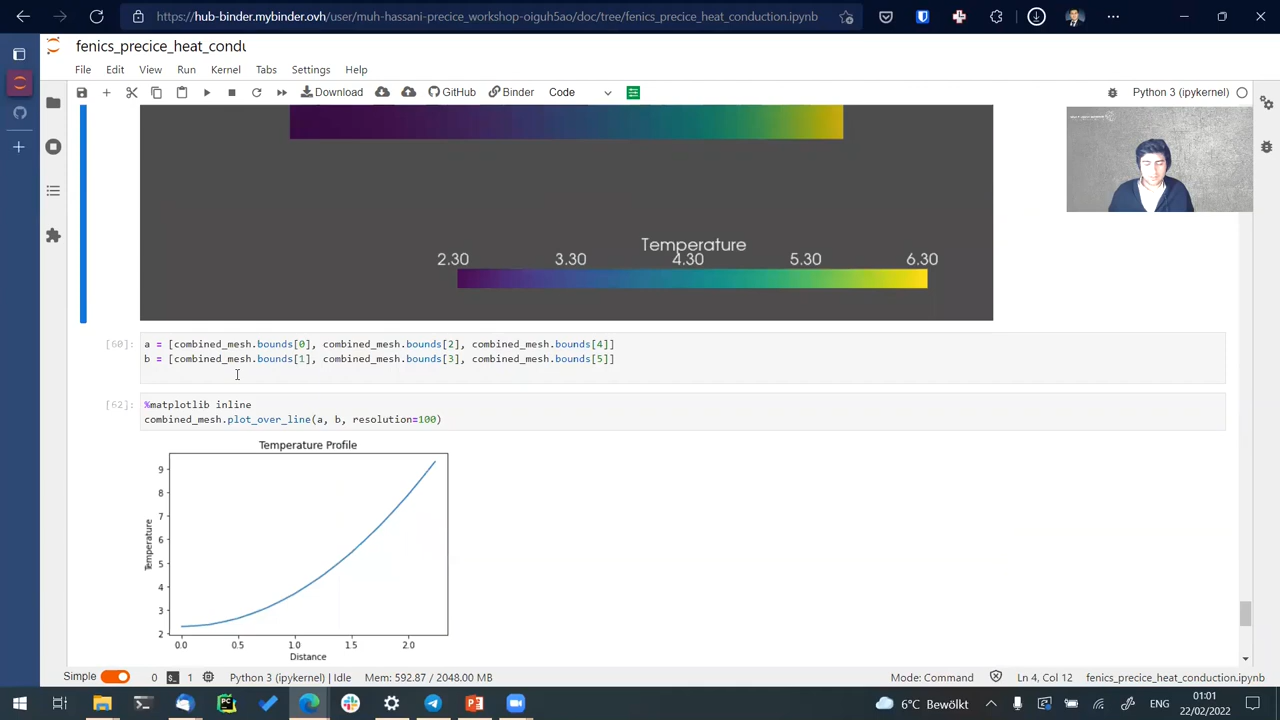 https://hub-binder.mybinder.ovh/user/muh-hassani-precice_workshop-oiguh5ao/doc/tree/fenics_precice_heat_conduction.ipynb
fenics_precice_heat_condu
File Edit View Run Kernel Tabs Settings Help
Download GitHub Binder Code Python 3 (ipykernel)
Temperature
2.30 3.30 4.30 5.30 6.30
[60]: a = [combined_mesh.bounds[0], combined_mesh.bounds[2], combined_mesh.bounds[4]]
b = [combined_mesh.bounds[1], combined_mesh.bounds[3], combined_mesh.bounds[5]]
[62]: %matplotlib inline
combined_mesh.plot_over_line(a, b, resolution=100)
Temperature Profile
9
8
7
6
5
4
3
2
Temperature
0.0 0.5 1.0 1.5 2.0
Distance
Simple 0 1 Python 3 (ipykernel) | Idle Mem: 592.87 / 2048.00 MB Mode: Command Ln 4, Col 12 fenics_precice_heat_conduction.ipynb
6°C Bewölkt ENG 01:01
22/02/2022